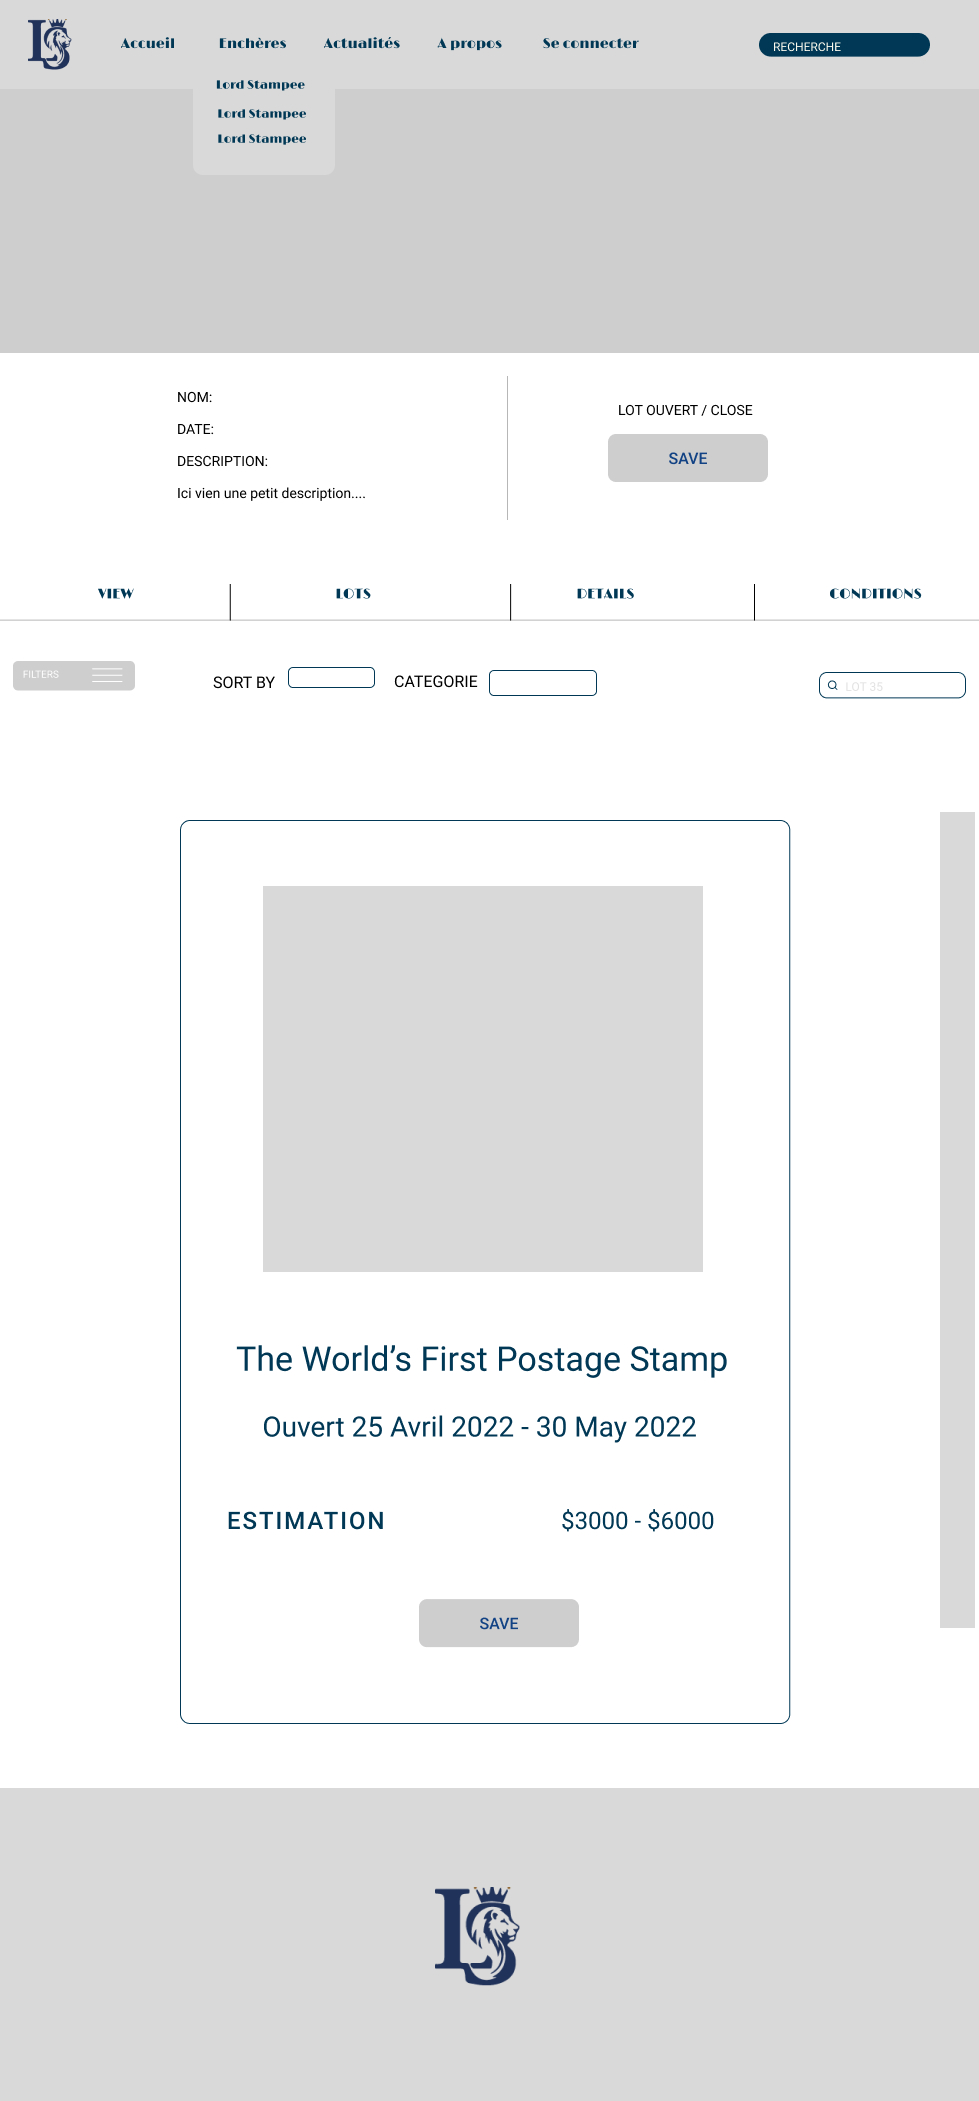 LS
Accueil
Enchères
Actualités
A propos
Se connecter
RECHERCHE
Lord Stampee
Lord Stampee
Lord Stampee
NOM:
DATE:
DESCRIPTION:
Ici vien une petit description....
LOT OUVERT / CLOSE
SAVE
VIEW
LOTS
DETAILS
CONDITIONS
FILTERS
SORT BY
CATEGORIE
LOT 35
The World’s First Postage Stamp
Ouvert 25 Avril 2022 - 30 May 2022
ESTIMATION
$3000 - $6000
SAVE
LS